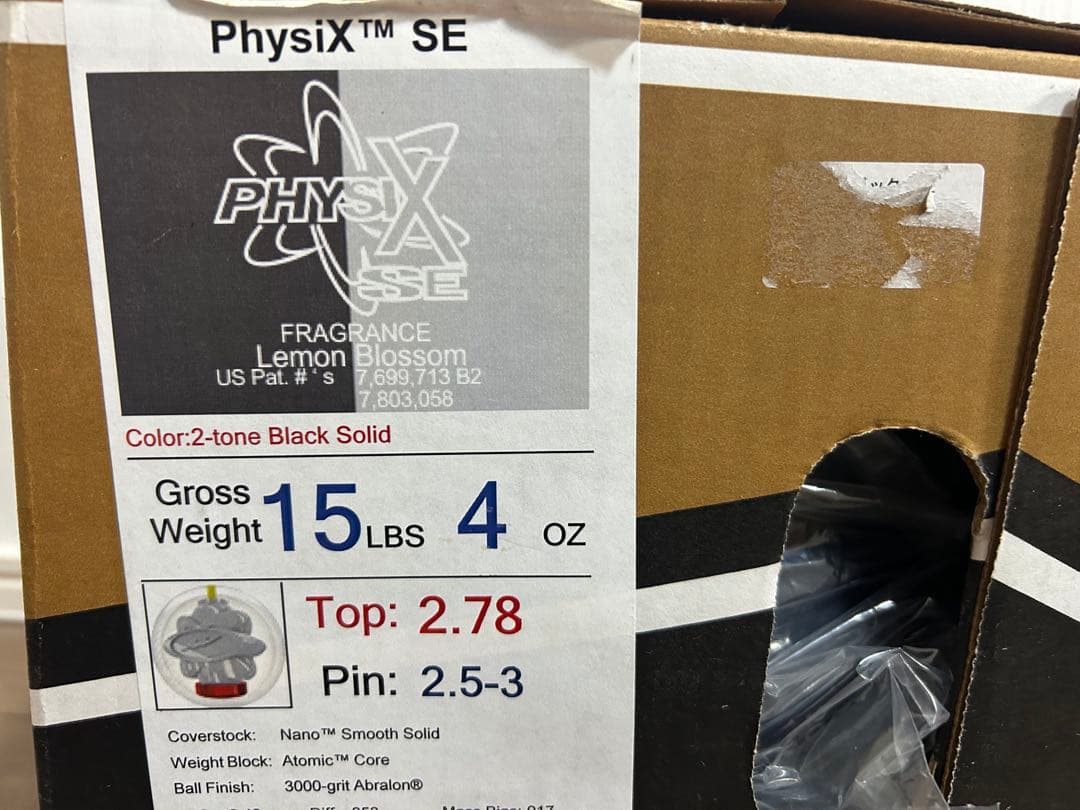 PhysiX™ SE
PHYSIX
SE
FRAGRANCE
Lemon Blossom
US Pat. #'s 7,699,713 B2
7,803,058
Color:2-tone Black Solid
Gross Weight 15 LBS 4 OZ
Top: 2.78
Pin: 2.5-3
Coverstock: Nano™ Smooth Solid
Weight Block: Atomic™ Core
Ball Finish: 3000-grit Abralon®